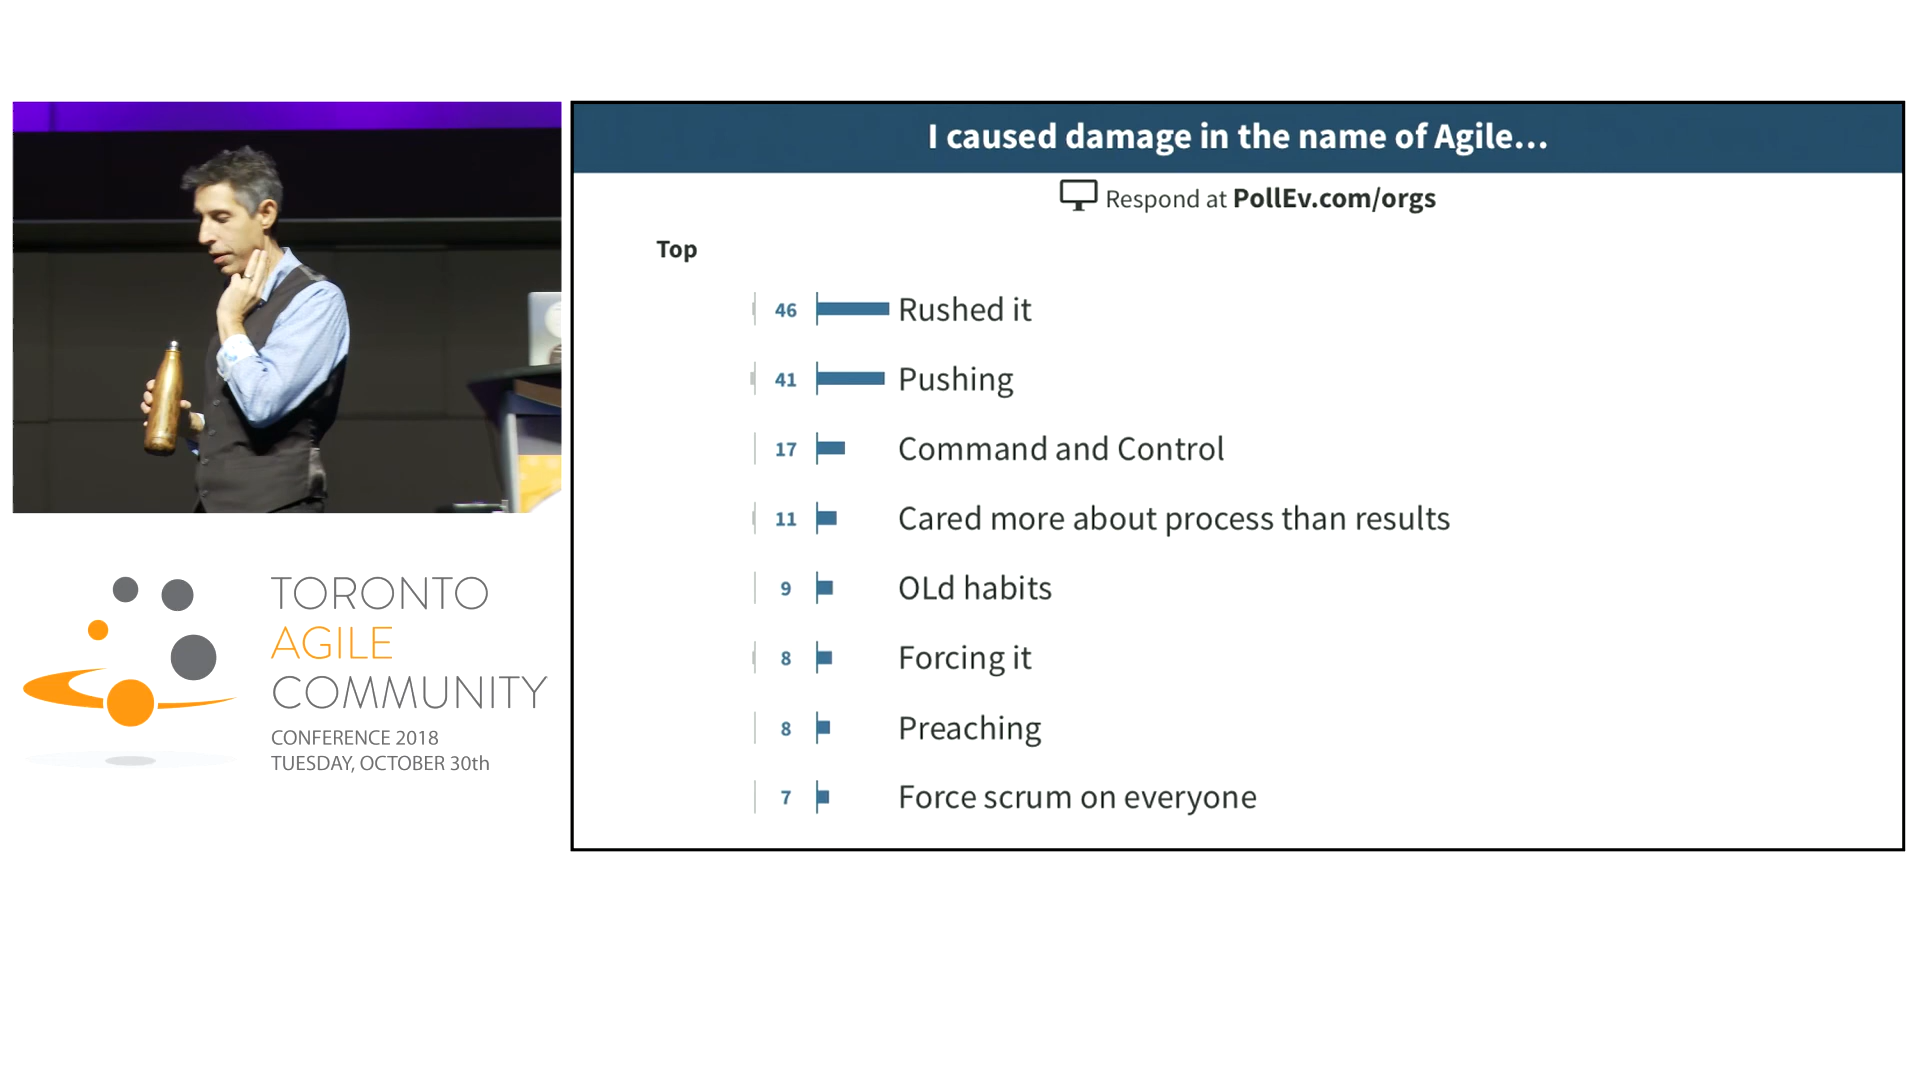 I caused damage in the name of Agile...
Respond at PollEv.com/orgs
Top
46 Rushed it
41 Pushing
17 Command and Control
11 Cared more about process than results
9 OLd habits
8 Forcing it
8 Preaching
7 Force scrum on everyone
TORONTO
AGILE
COMMUNITY
CONFERENCE 2018
TUESDAY, OCTOBER 30th